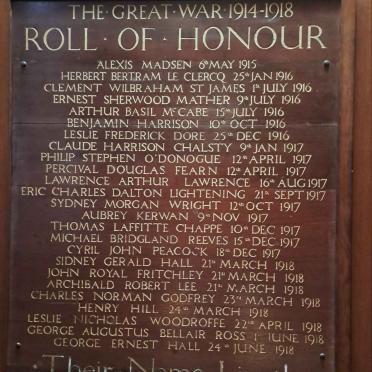 THE · GREAT · WAR · 1914-1918
ROLL · OF · HONOUR
ALEXIS MADSEN 6TH MAY 1915
HERBERT BERTRAM LE CLERCQ 25TH JAN 1916
CLEMENT WILBRAHAM ST JAMES 1ST JULY 1916
ERNEST SHERWOOD MATHER 9TH JULY 1916
ARTHUR BASIL McCABE 15TH JULY 1916
BENJAMIN HARRISON 10TH OCT 1916
LESLIE FREDERICK DORE 25TH DEC 1916
CLAUDE HARRISON CHALSTY 9TH JAN 1917
PHILIP STEPHEN O'DONOGUE 12TH APRIL 1917
PERCIVAL DOUGLAS FEARN 12TH APRIL 1917
LAWRENCE ARTHUR LAWRENCE 16TH AUG 1917
ERIC CHARLES DALTON LIGHTENING 21ST SEPT 1917
SYDNEY MORGAN WRIGHT 12TH OCT 1917
AUBREY KERWAN 9TH NOV 1917
THOMAS LAFFITTE CHAPPE 10TH DEC 1917
MICHAEL BRIDGLAND REEVES 15TH DEC 1917
CYRIL JOHN PEACOCK 18TH DEC 1917
SIDNEY GERALD HALL 21ST MARCH 1918
JOHN ROYAL FRITCHLEY 21ST MARCH 1918
ARCHIBALD ROBERT LEE 21ST MARCH 1918
CHARLES NORMAN GODFREY 23RD MARCH 1918
HENRY HILL 24TH MARCH 1918
LESLIE NICHOLAS WOODROFFE 22ND APRIL 1918
GEORGE AUGUSTUS BELLAIR ROSS 1ST JUNE 1918
GEORGE ERNEST HALL 24TH JUNE 1918
Their Name